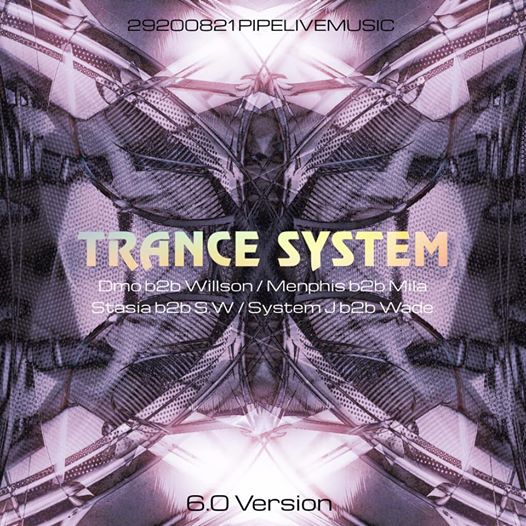 29200821 PIPELIVEMUSIC
TRANCE SYSTEM
Dmo b2b Willson / Menphis b2b Mila
Stasia b2b S.W / System J b2b Wade
6.0 Version